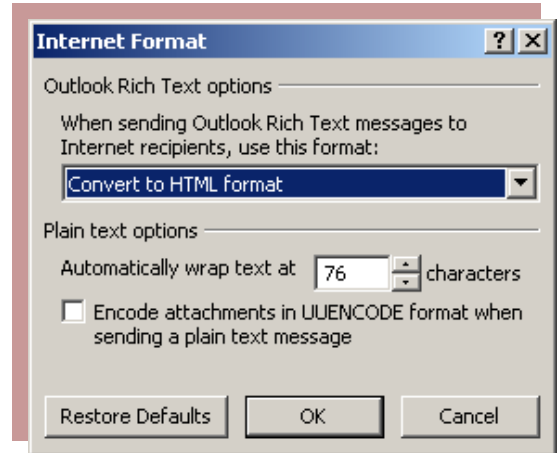 Internet Format
Outlook Rich Text options
When sending Outlook Rich Text messages to
Internet recipients, use this format:
Convert to HTML format
Plain text options
Automatically wrap text at 76 characters
Encode attachments in UUENCODE format when
sending a plain text message
Restore Defaults OK Cancel